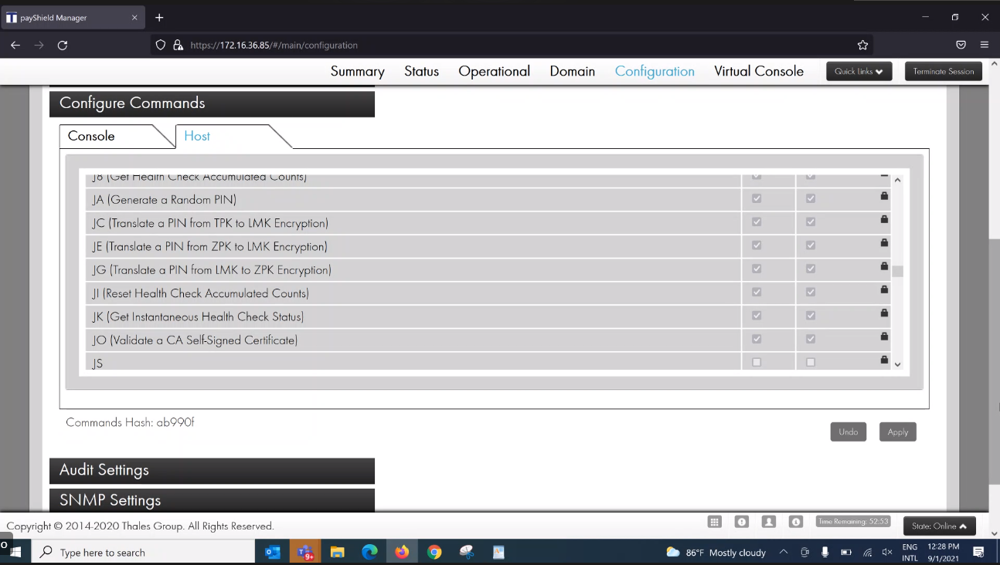 payShield Manager
https://172.16.36.85/#/main/configuration
Summary Status Operational Domain Configuration Virtual Console Quick Links Terminate Session
Configure Commands
Console Host
J8 (Get Health Check Accumulated Counts)
JA (Generate a Random PIN)
JC (Translate a PIN from TPK to LMK Encryption)
JE (Translate a PIN from ZPK to LMK Encryption)
JG (Translate a PIN from LMK to ZPK Encryption)
JI (Reset Health Check Accumulated Counts)
JK (Get Instantaneous Health Check Status)
JO (Validate a CA Self-Signed Certificate)
JS
Commands Hash: ab990f
Undo Apply
Audit Settings
SNMP Settings
Copyright © 2014-2020 Thales Group. All Rights Reserved.
Time Remaining: 52:53
State: Online
Type here to search
9+
86°F Mostly cloudy
ENG
INTL
12:28 PM
9/1/2021